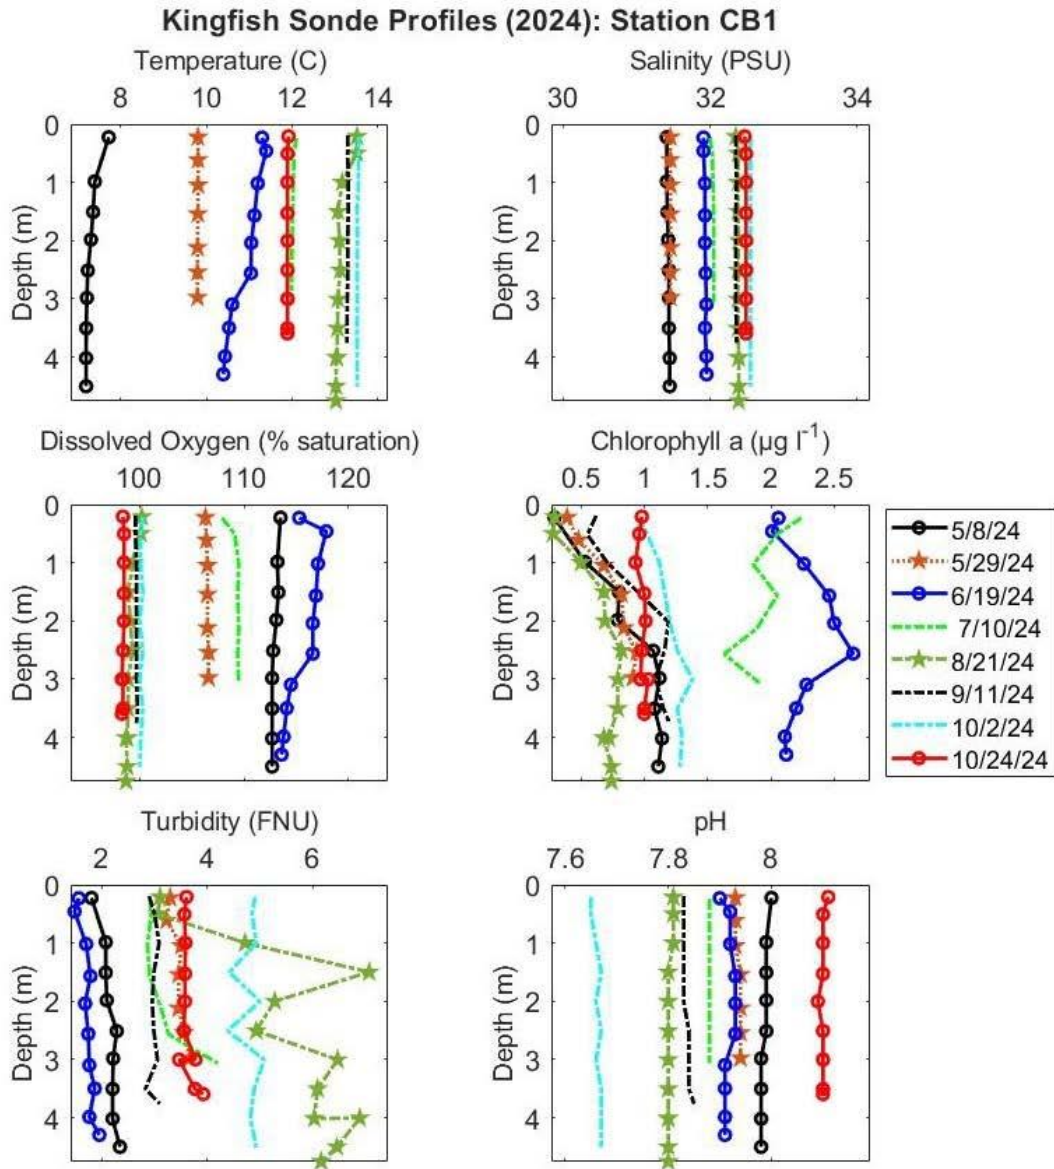 Kingfish Sonde Profiles (2024): Station CB1
Temperature (C)
8 10 12 14
0
1
2
3
4
Depth (m)
Salinity (PSU)
30 32 34
0
1
2
3
4
Depth (m)
Dissolved Oxygen (% saturation)
100 110 120
0
1
2
3
4
Depth (m)
Chlorophyll a (µg l⁻¹)
0.5 1 1.5 2 2.5
0
1
2
3
4
Depth (m)
5/8/24
5/29/24
6/19/24
7/10/24
8/21/24
9/11/24
10/2/24
10/24/24
Turbidity (FNU)
2 4 6
0
1
2
3
4
Depth (m)
pH
7.6 7.8 8
0
1
2
3
4
Depth (m)